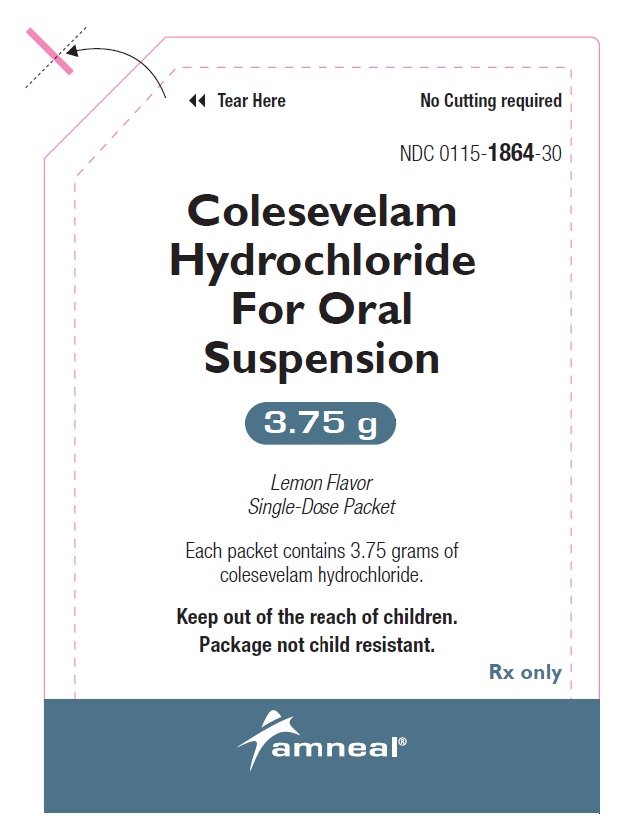 Tear Here No Cutting required
NDC 0115-1864-30
Colesevelam
Hydrochloride
For Oral
Suspension
3.75 g
Lemon Flavor
Single-Dose Packet
Each packet contains 3.75 grams of
colesevelam hydrochloride.
Keep out of the reach of children.
Package not child resistant.
Rx only
amneal®